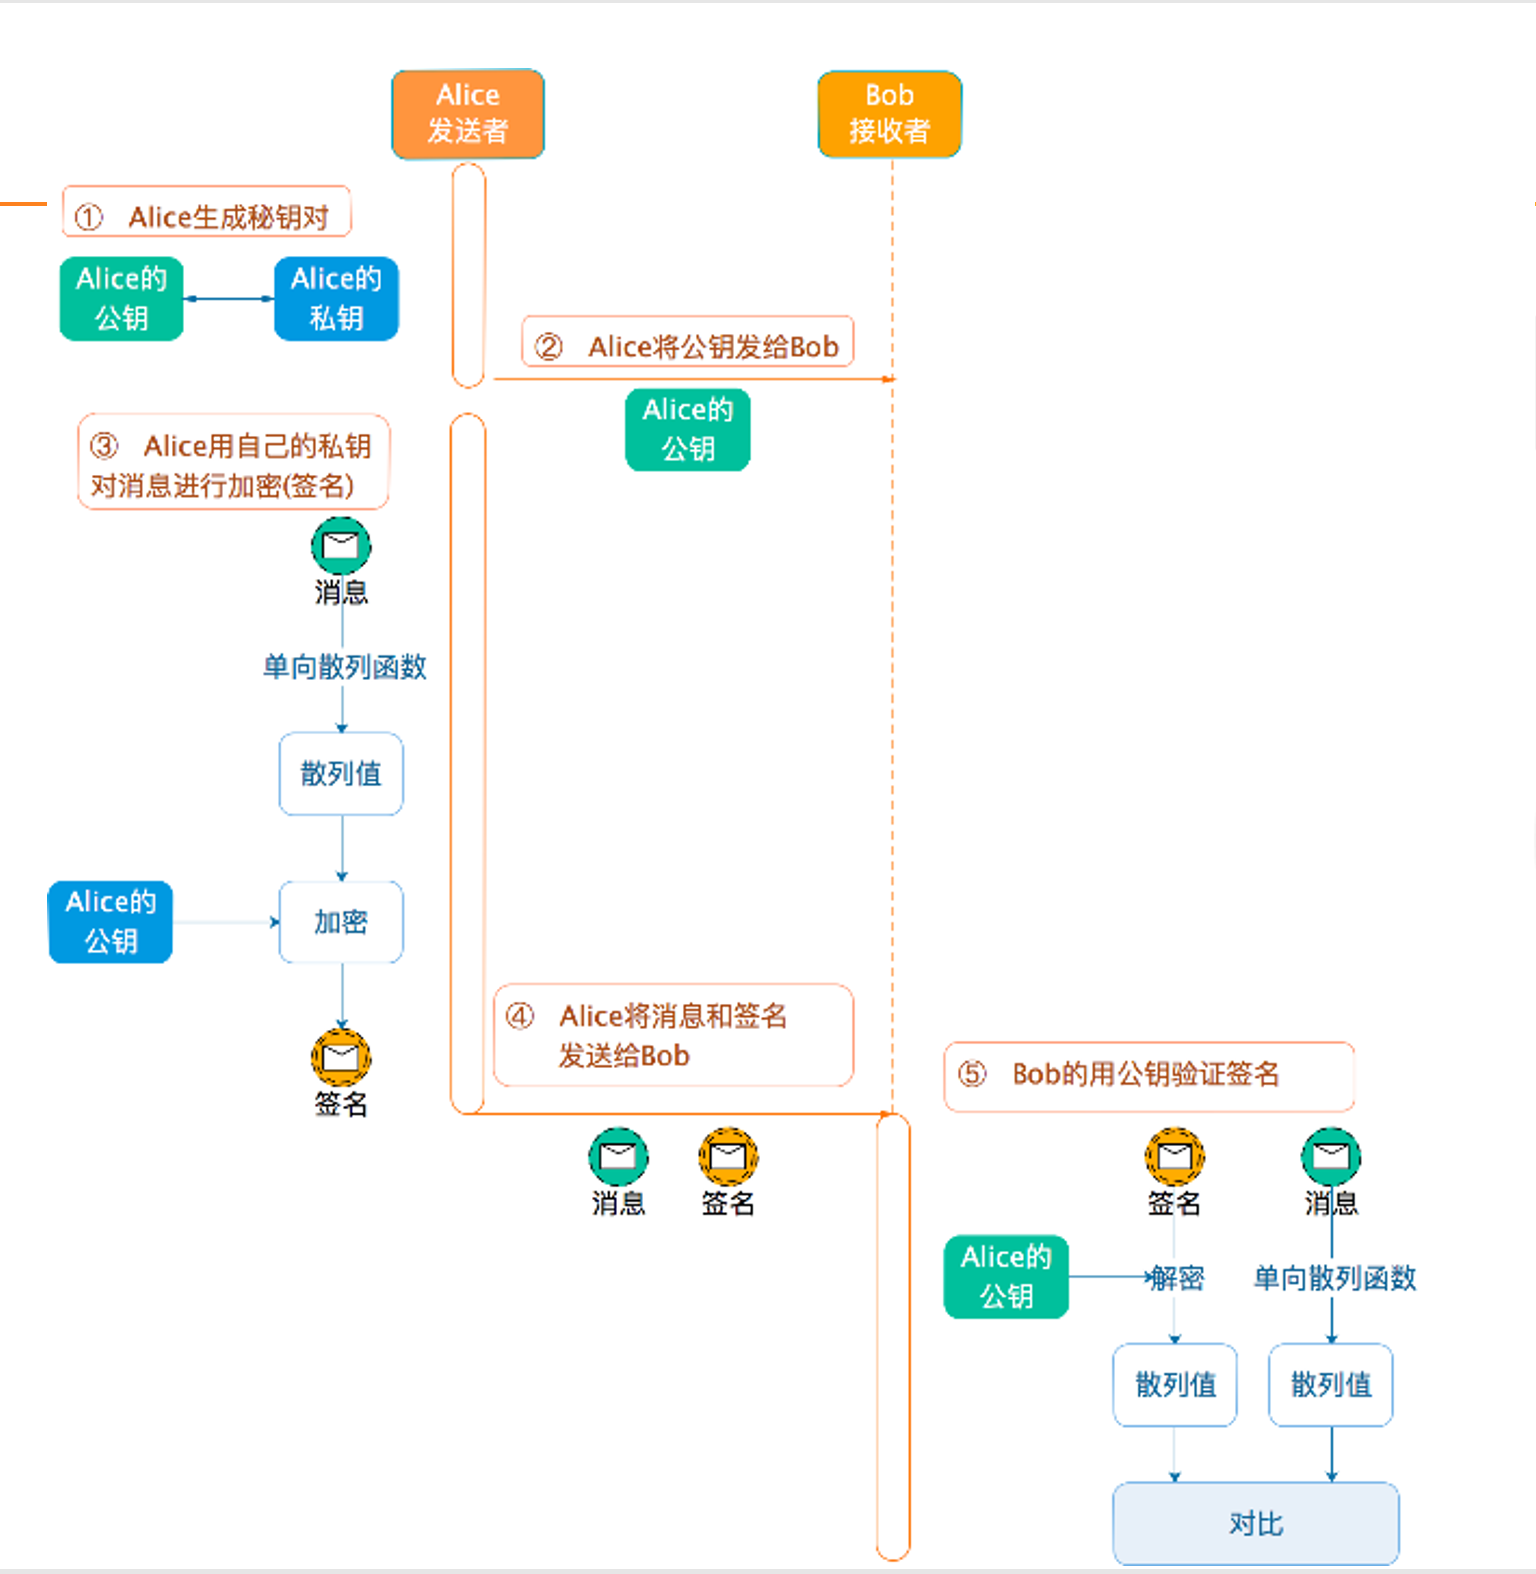 Alice
发送者
Bob
接收者
① Alice生成秘钥对
Alice的
公钥
Alice的
私钥
② Alice将公钥发给Bob
Alice的
公钥
③ Alice用自己的私钥
对消息进行加密(签名)
消息
单向散列函数
散列值
Alice的
公钥
加密
签名
④ Alice将消息和签名
发送给Bob
消息
签名
⑤ Bob的用公钥验证签名
签名
消息
Alice的
公钥
解密
单向散列函数
散列值
散列值
对比